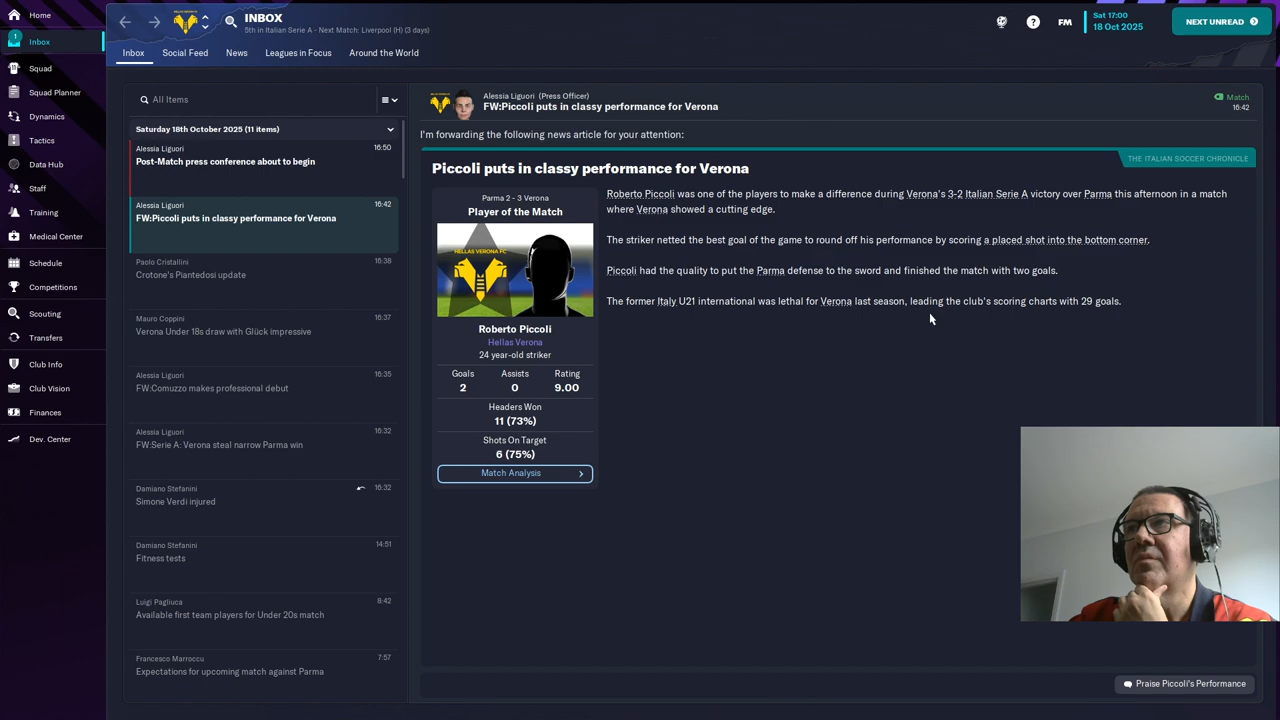 Home
INBOX
5th in Italian Serie A - Next Match: Liverpool (H) (3 days)
FM
Sat 17:00
18 Oct 2025
NEXT UNREAD
1
Inbox
Squad
Squad Planner
Dynamics
Tactics
Data Hub
Staff
Training
Medical Center
Schedule
Competitions
Scouting
Transfers
Club Info
Club Vision
Finances
Dev. Center
Inbox
Social Feed
News
Leagues in Focus
Around the World
All Items
Saturday 18th October 2025 (11 items)
Alessia Liguori 16:50
Post-Match press conference about to begin
Alessia Liguori 16:42
FW:Piccoli puts in classy performance for Verona
Paolo Cristallini 16:38
Crotone's Piantedosi update
Mauro Coppini 16:37
Verona Under 18s draw with Glück impressive
Alessia Liguori 16:35
FW:Comuzzo makes professional debut
Alessia Liguori 16:32
FW:Serie A: Verona steal narrow Parma win
Damiano Stefanini 16:32
Simone Verdi injured
Damiano Stefanini 14:51
Fitness tests
Luigi Pagliuca 8:42
Available first team players for Under 20s match
Francesco Marroccu 7:57
Expectations for upcoming match against Parma
Alessia Liguori (Press Officer)
FW:Piccoli puts in classy performance for Verona
Match
16:42
I'm forwarding the following news article for your attention:
Piccoli puts in classy performance for Verona
THE ITALIAN SOCCER CHRONICLE
Parma 2 - 3 Verona
Player of the Match
HELLAS VERONA FC
Roberto Piccoli
Hellas Verona
24 year-old striker
Goals Assists Rating
2 0 9.00
Headers Won
11 (73%)
Shots On Target
6 (75%)
Match Analysis
Roberto Piccoli was one of the players to make a difference during Verona's 3-2 Italian Serie A victory over Parma this afternoon in a match
where Verona showed a cutting edge.
The striker netted the best goal of the game to round off his performance by scoring a placed shot into the bottom corner.
Piccoli had the quality to put the Parma defense to the sword and finished the match with two goals.
The former Italy U21 international was lethal for Verona last season, leading the club's scoring charts with 29 goals.
Praise Piccoli's Performance